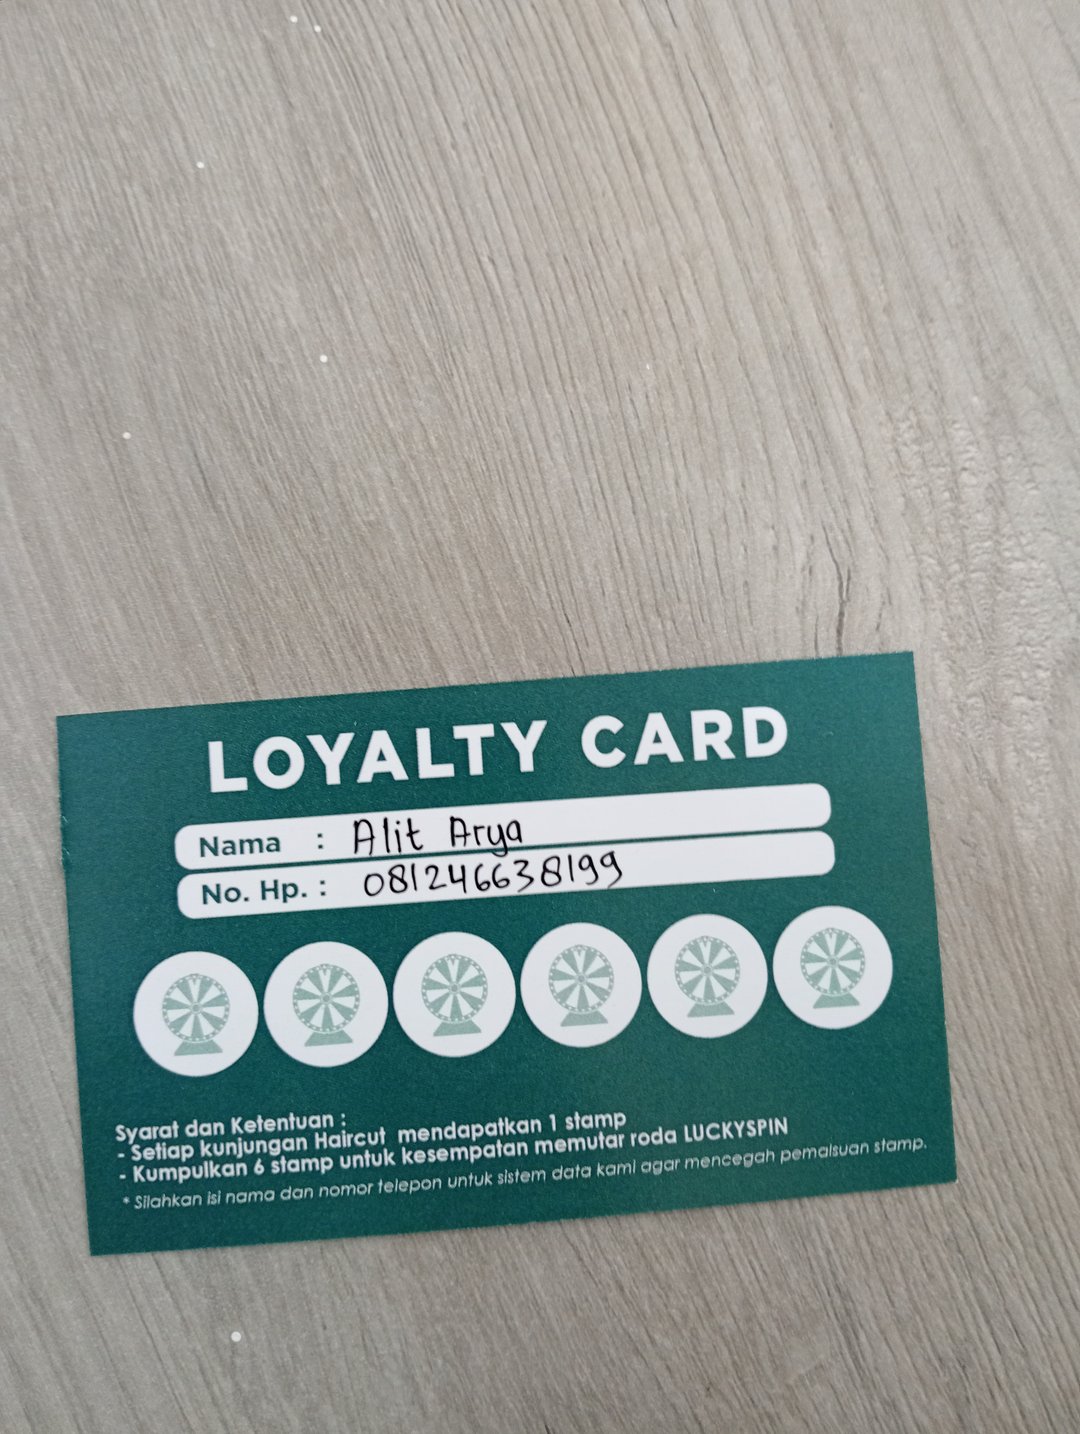 LOYALTY CARD
Nama : Alit Arya
No. Hp. : 081246638199
Syarat dan Ketentuan :
- Setiap kunjungan Haircut mendapatkan 1 stamp
- Kumpulkan 6 stamp untuk kesempatan memutar roda LUCKYSPIN
* Silahkan isi nama dan nomor telepon untuk sistem data kami agar mencegah pemalsuan stamp.